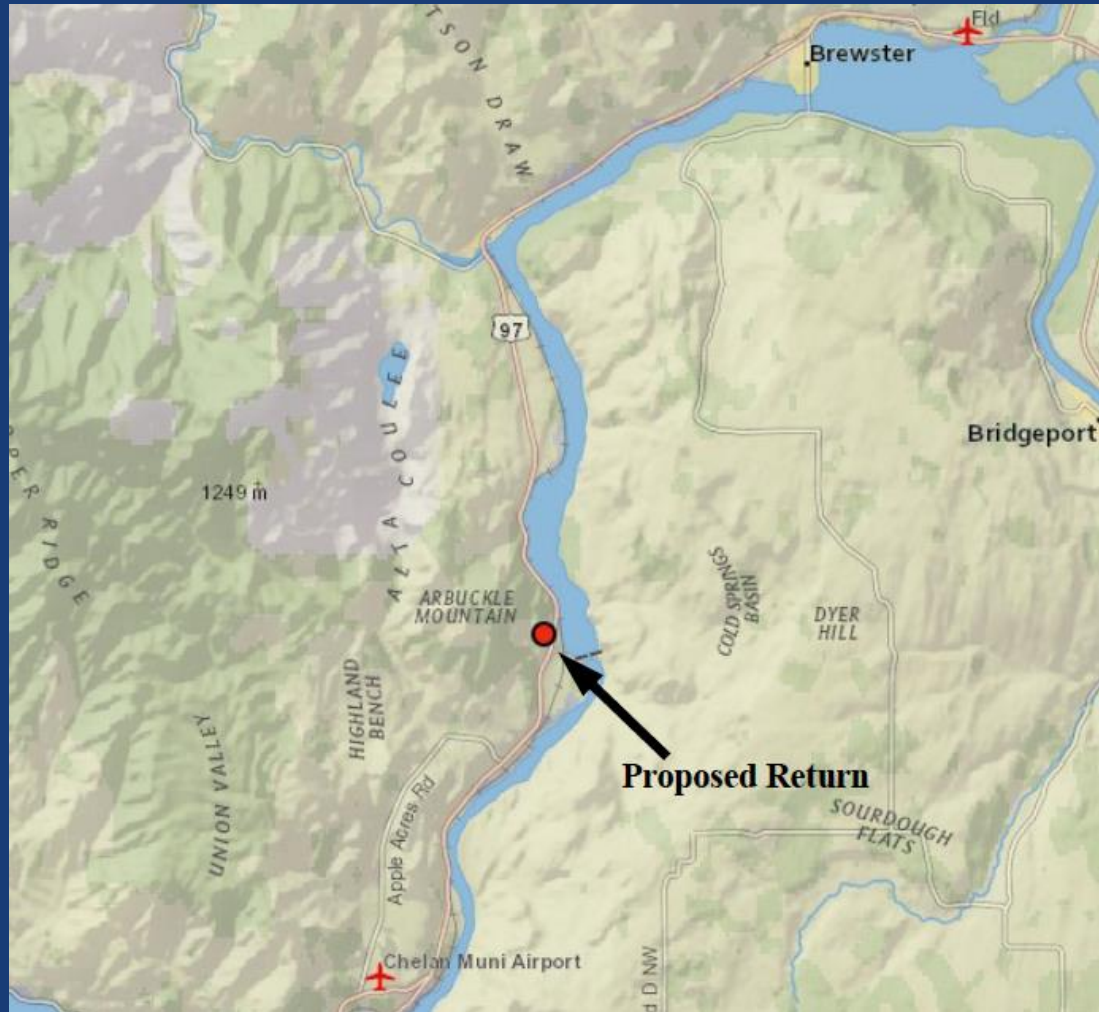 Fld
Brewster
TSON DRAW
97
Bridgeport
ALTA COULEE
1249 m
PER RIDGE
ARBUCKLE
MOUNTAIN
COLD SPRINGS
BASIN
DYER
HILL
HIGHLAND
BENCH
UNION VALLEY
Proposed Return
Apple Acres Rd
SOURDOUGH
FLATS
Chelan Muni Airport
d D NW